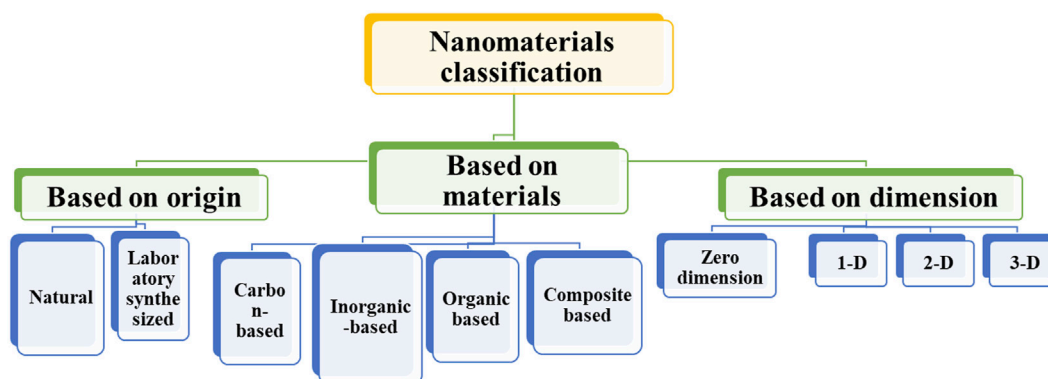 Nanomaterials
classification
Based on origin
Based on
materials
Based on dimension
Natural
Labor
atory
synthe
sized
Carbo
n-
based
Inorganic
-based
Organic
based
Composite
based
Zero
dimension
1-D
2-D
3-D